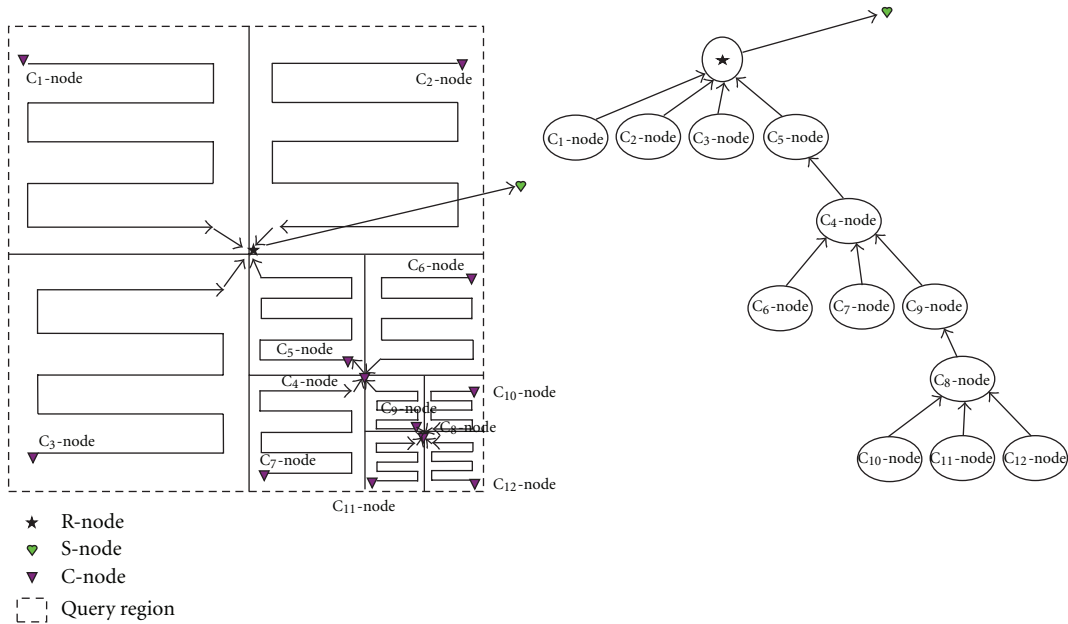 C1-node
C2-node
C6-node
C5-node
C4-node
C10-node
C9-node
C8-node
C3-node
C7-node
C12-node
C11-node
R-node
S-node
C-node
Query region
C1-node
C2-node
C3-node
C5-node
C4-node
C6-node
C7-node
C9-node
C8-node
C10-node
C11-node
C12-node